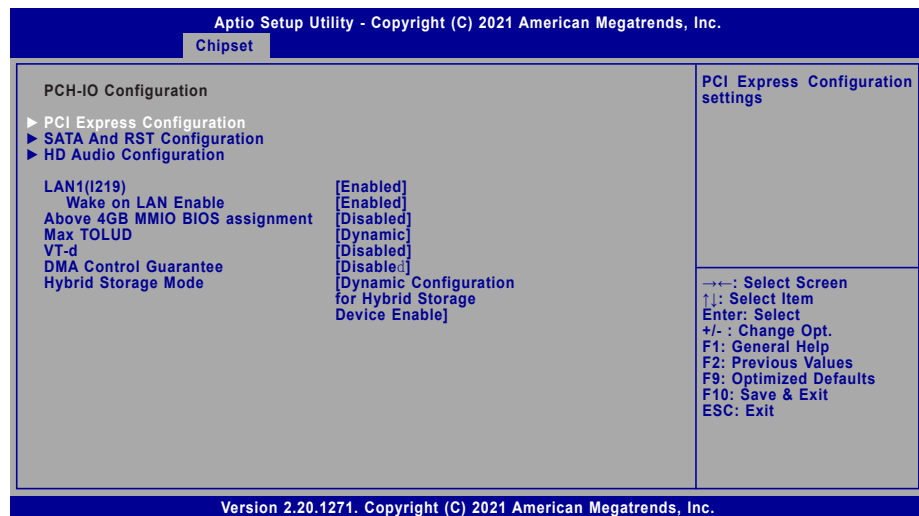 Aptio Setup Utility - Copyright (C) 2021 American Megatrends, Inc.
Chipset
PCH-IO Configuration
▶ PCI Express Configuration
▶ SATA And RST Configuration
▶ HD Audio Configuration
LAN1(I219) [Enabled]
Wake on LAN Enable [Enabled]
Above 4GB MMIO BIOS assignment [Disabled]
Max TOLUD [Dynamic]
VT-d [Disabled]
DMA Control Guarantee [Disabled]
Hybrid Storage Mode [Dynamic Configuration
for Hybrid Storage
Device Enable]
PCI Express Configuration
settings
→←: Select Screen
↑↓: Select Item
Enter: Select
+/- : Change Opt.
F1: General Help
F2: Previous Values
F9: Optimized Defaults
F10: Save & Exit
ESC: Exit
Version 2.20.1271. Copyright (C) 2021 American Megatrends, Inc.